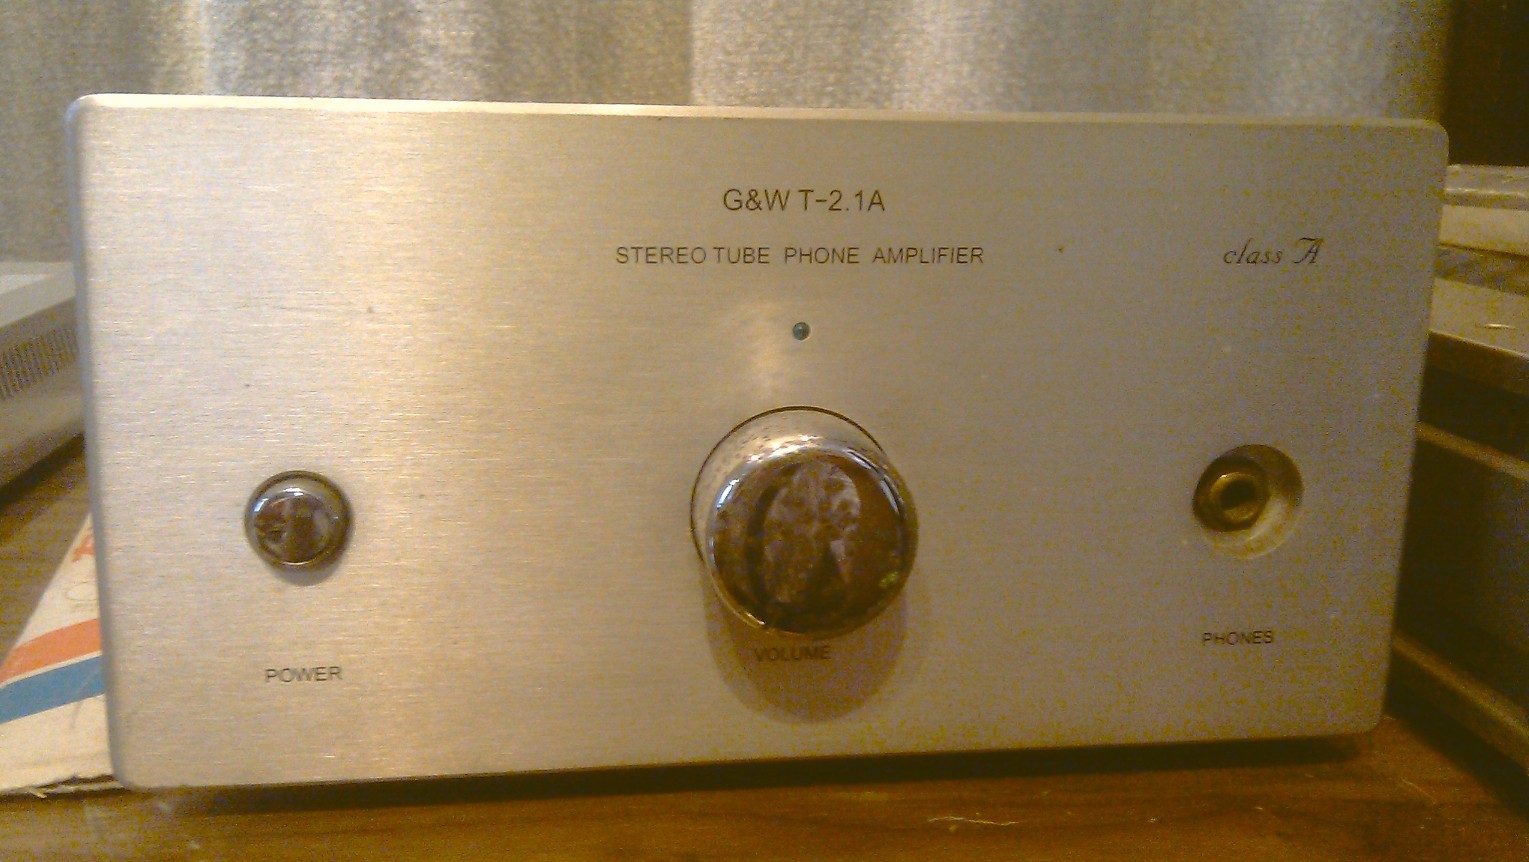 G&W T-2.1A
STEREO TUBE PHONE AMPLIFIER
class A
POWER
VOLUME
PHONES